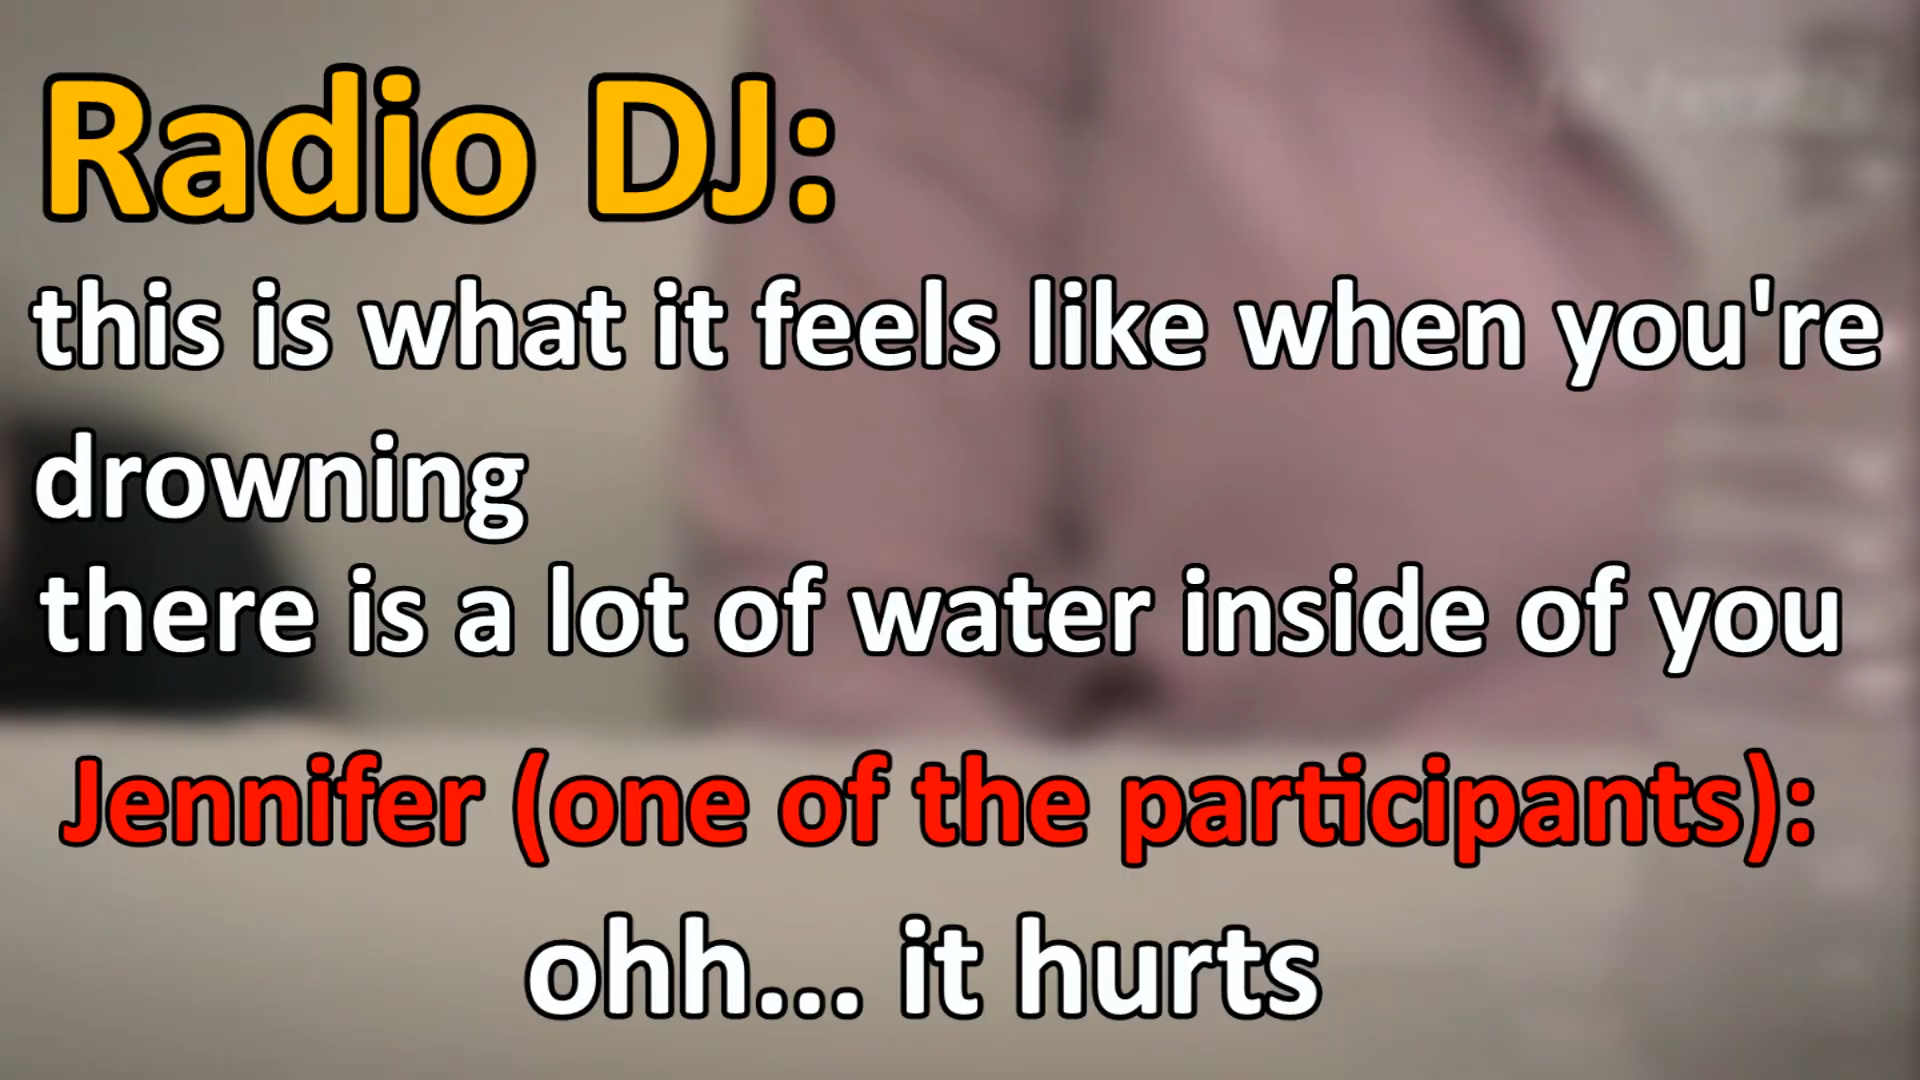 Radio DJ:
this is what it feels like when you're
drowning
there is a lot of water inside of you
Jennifer (one of the participants):
ohh... it hurts